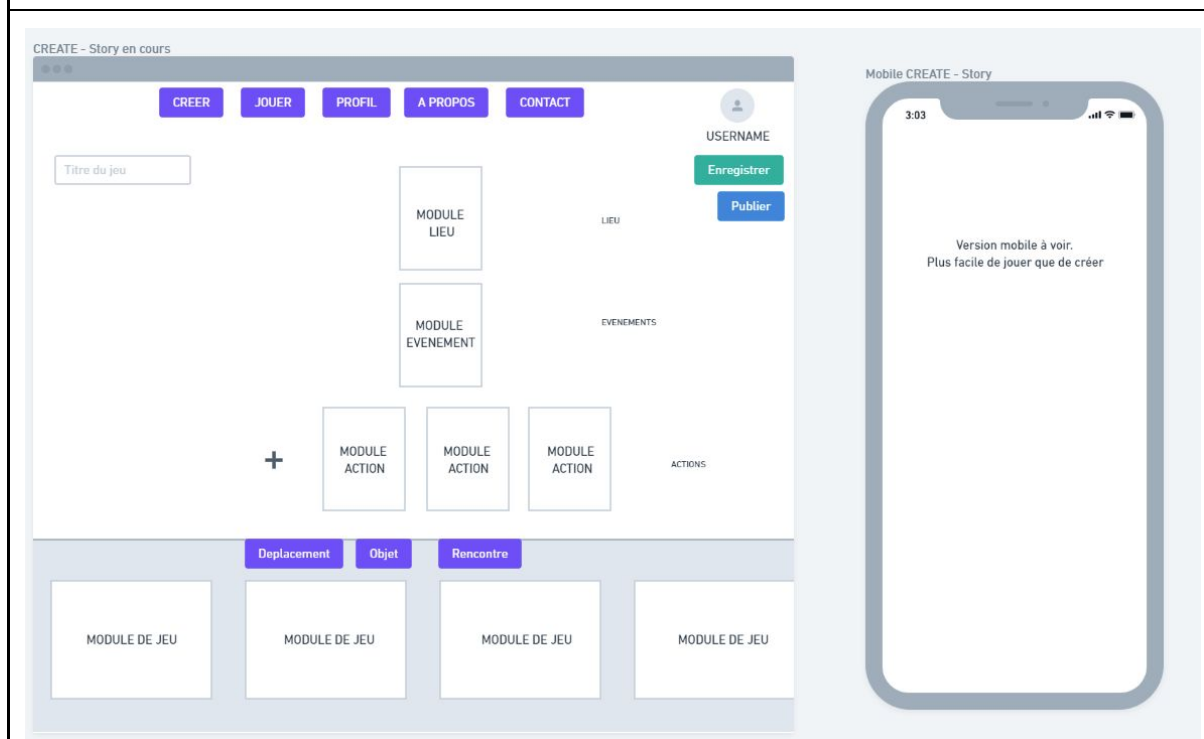 CREATE - Story en cours
CREER
JOUER
PROFIL
A PROPOS
CONTACT
USERNAME
Titre du jeu
Enregistrer
Publier
MODULE
LIEU
LIEU
MODULE
EVENEMENT
EVENEMENTS
+
MODULE
ACTION
MODULE
ACTION
MODULE
ACTION
ACTIONS
Deplacement
Objet
Rencontre
MODULE DE JEU
MODULE DE JEU
MODULE DE JEU
MODULE DE JEU
Mobile CREATE - Story
3:03
Version mobile à voir.
Plus facile de jouer que de créer